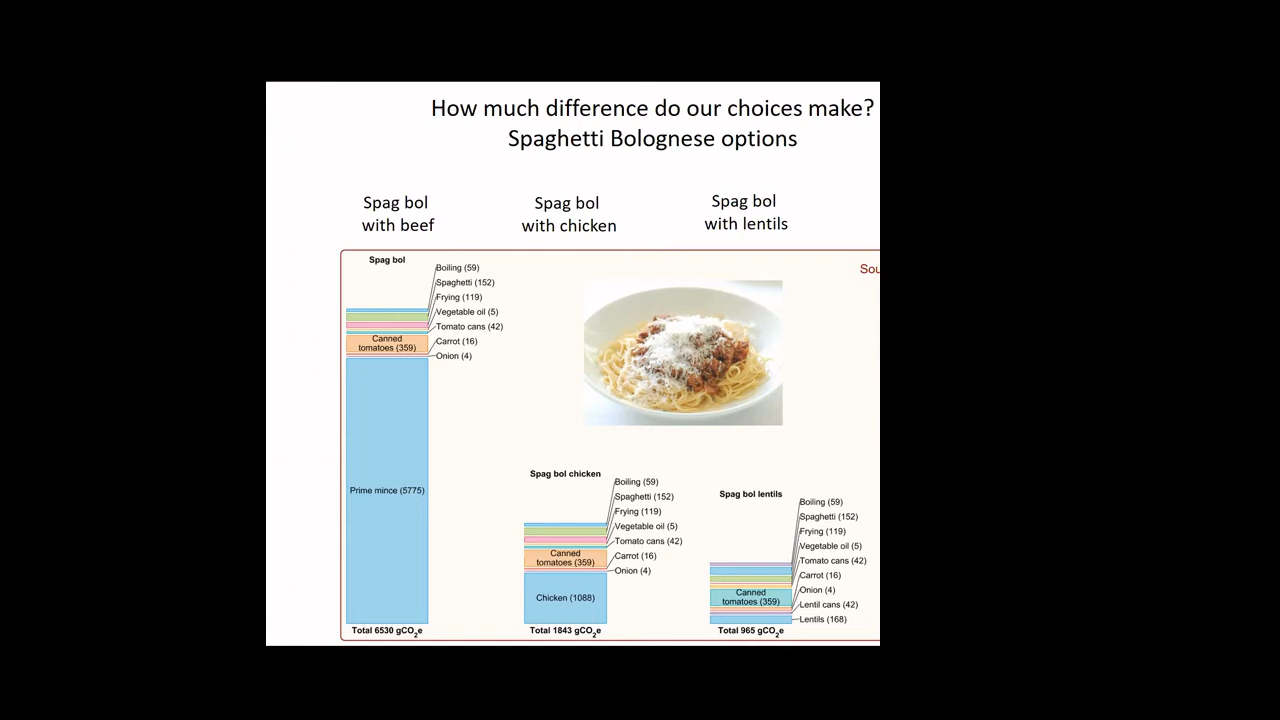 How much difference do our choices make?
Spaghetti Bolognese options
Spag bol
with beef
Spag bol
with chicken
Spag bol
with lentils
Spag bol
Boiling (59)
Spaghetti (152)
Frying (119)
Vegetable oil (5)
Tomato cans (42)
Carrot (16)
Onion (4)
Canned
tomatoes (359)
Prime mince (5775)
Total 6530 gCO2e
Spag bol chicken
Boiling (59)
Spaghetti (152)
Frying (119)
Vegetable oil (5)
Tomato cans (42)
Carrot (16)
Onion (4)
Canned
tomatoes (359)
Chicken (1088)
Total 1843 gCO2e
Spag bol lentils
Boiling (59)
Spaghetti (152)
Frying (119)
Vegetable oil (5)
Tomato cans (42)
Carrot (16)
Onion (4)
Lentil cans (42)
Lentils (168)
Canned
tomatoes (359)
Total 965 gCO2e